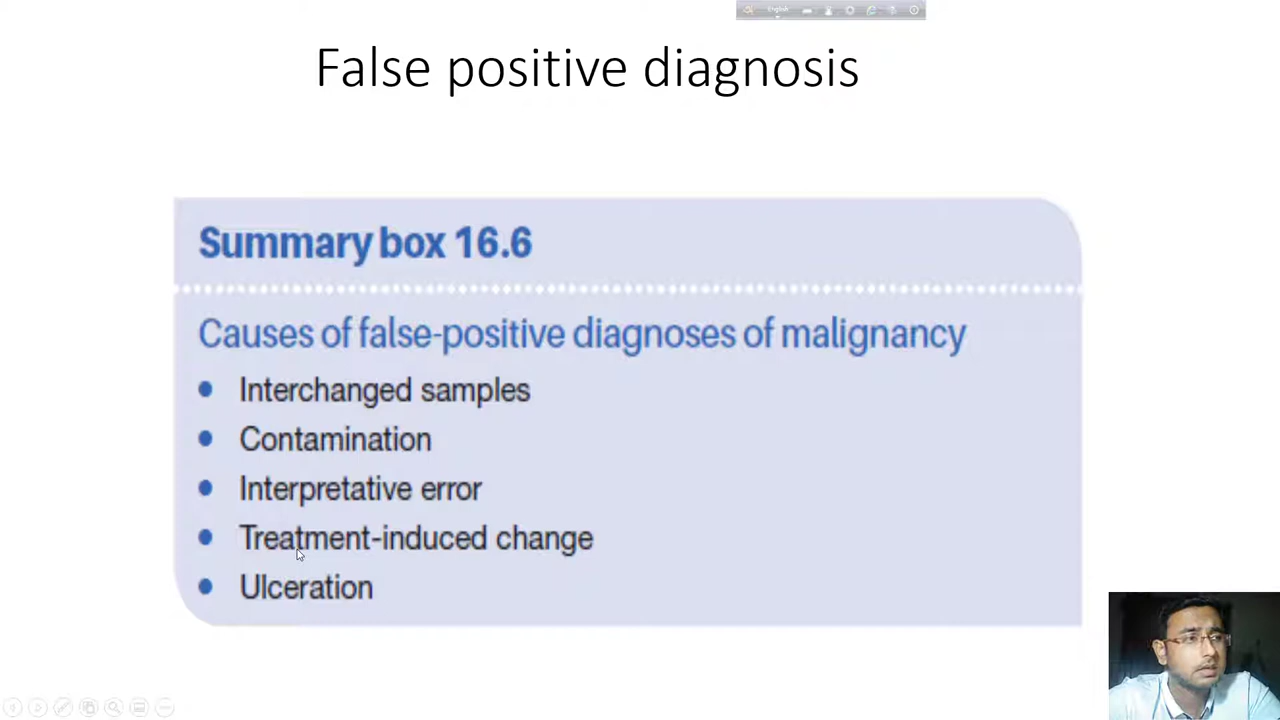 English
False positive diagnosis
Summary box 16.6
Causes of false-positive diagnoses of malignancy
• Interchanged samples
• Contamination
• Interpretative error
• Treatment-induced change
• Ulceration